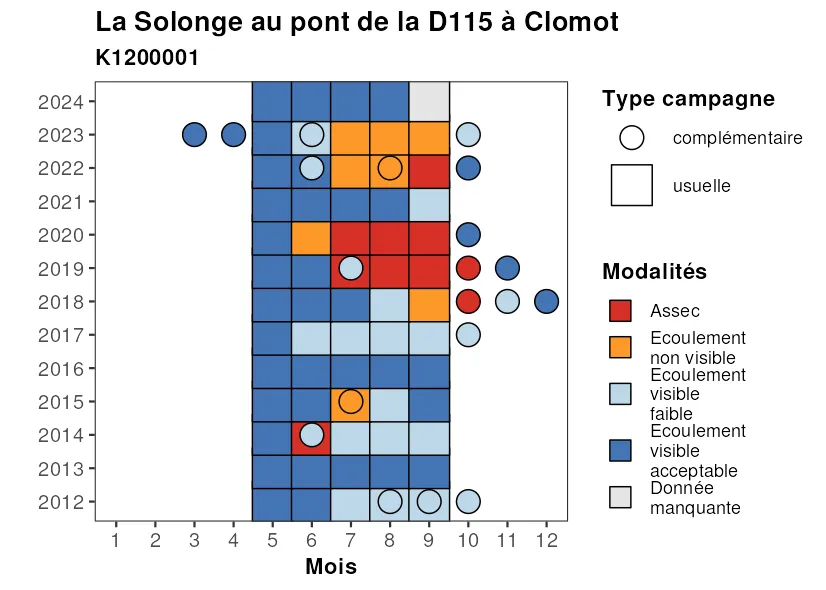 La Solonge au pont de la D115 à Clomot
K1200001
2024
2023
2022
2021
2020
2019
2018
2017
2016
2015
2014
2013
2012
1 2 3 4 5 6 7 8 9 10 11 12
Mois
Type campagne
complémentaire
usuelle
Modalités
Assec
Ecoulement
non visible
Ecoulement
visible
faible
Ecoulement
visible
acceptable
Donnée
manquante